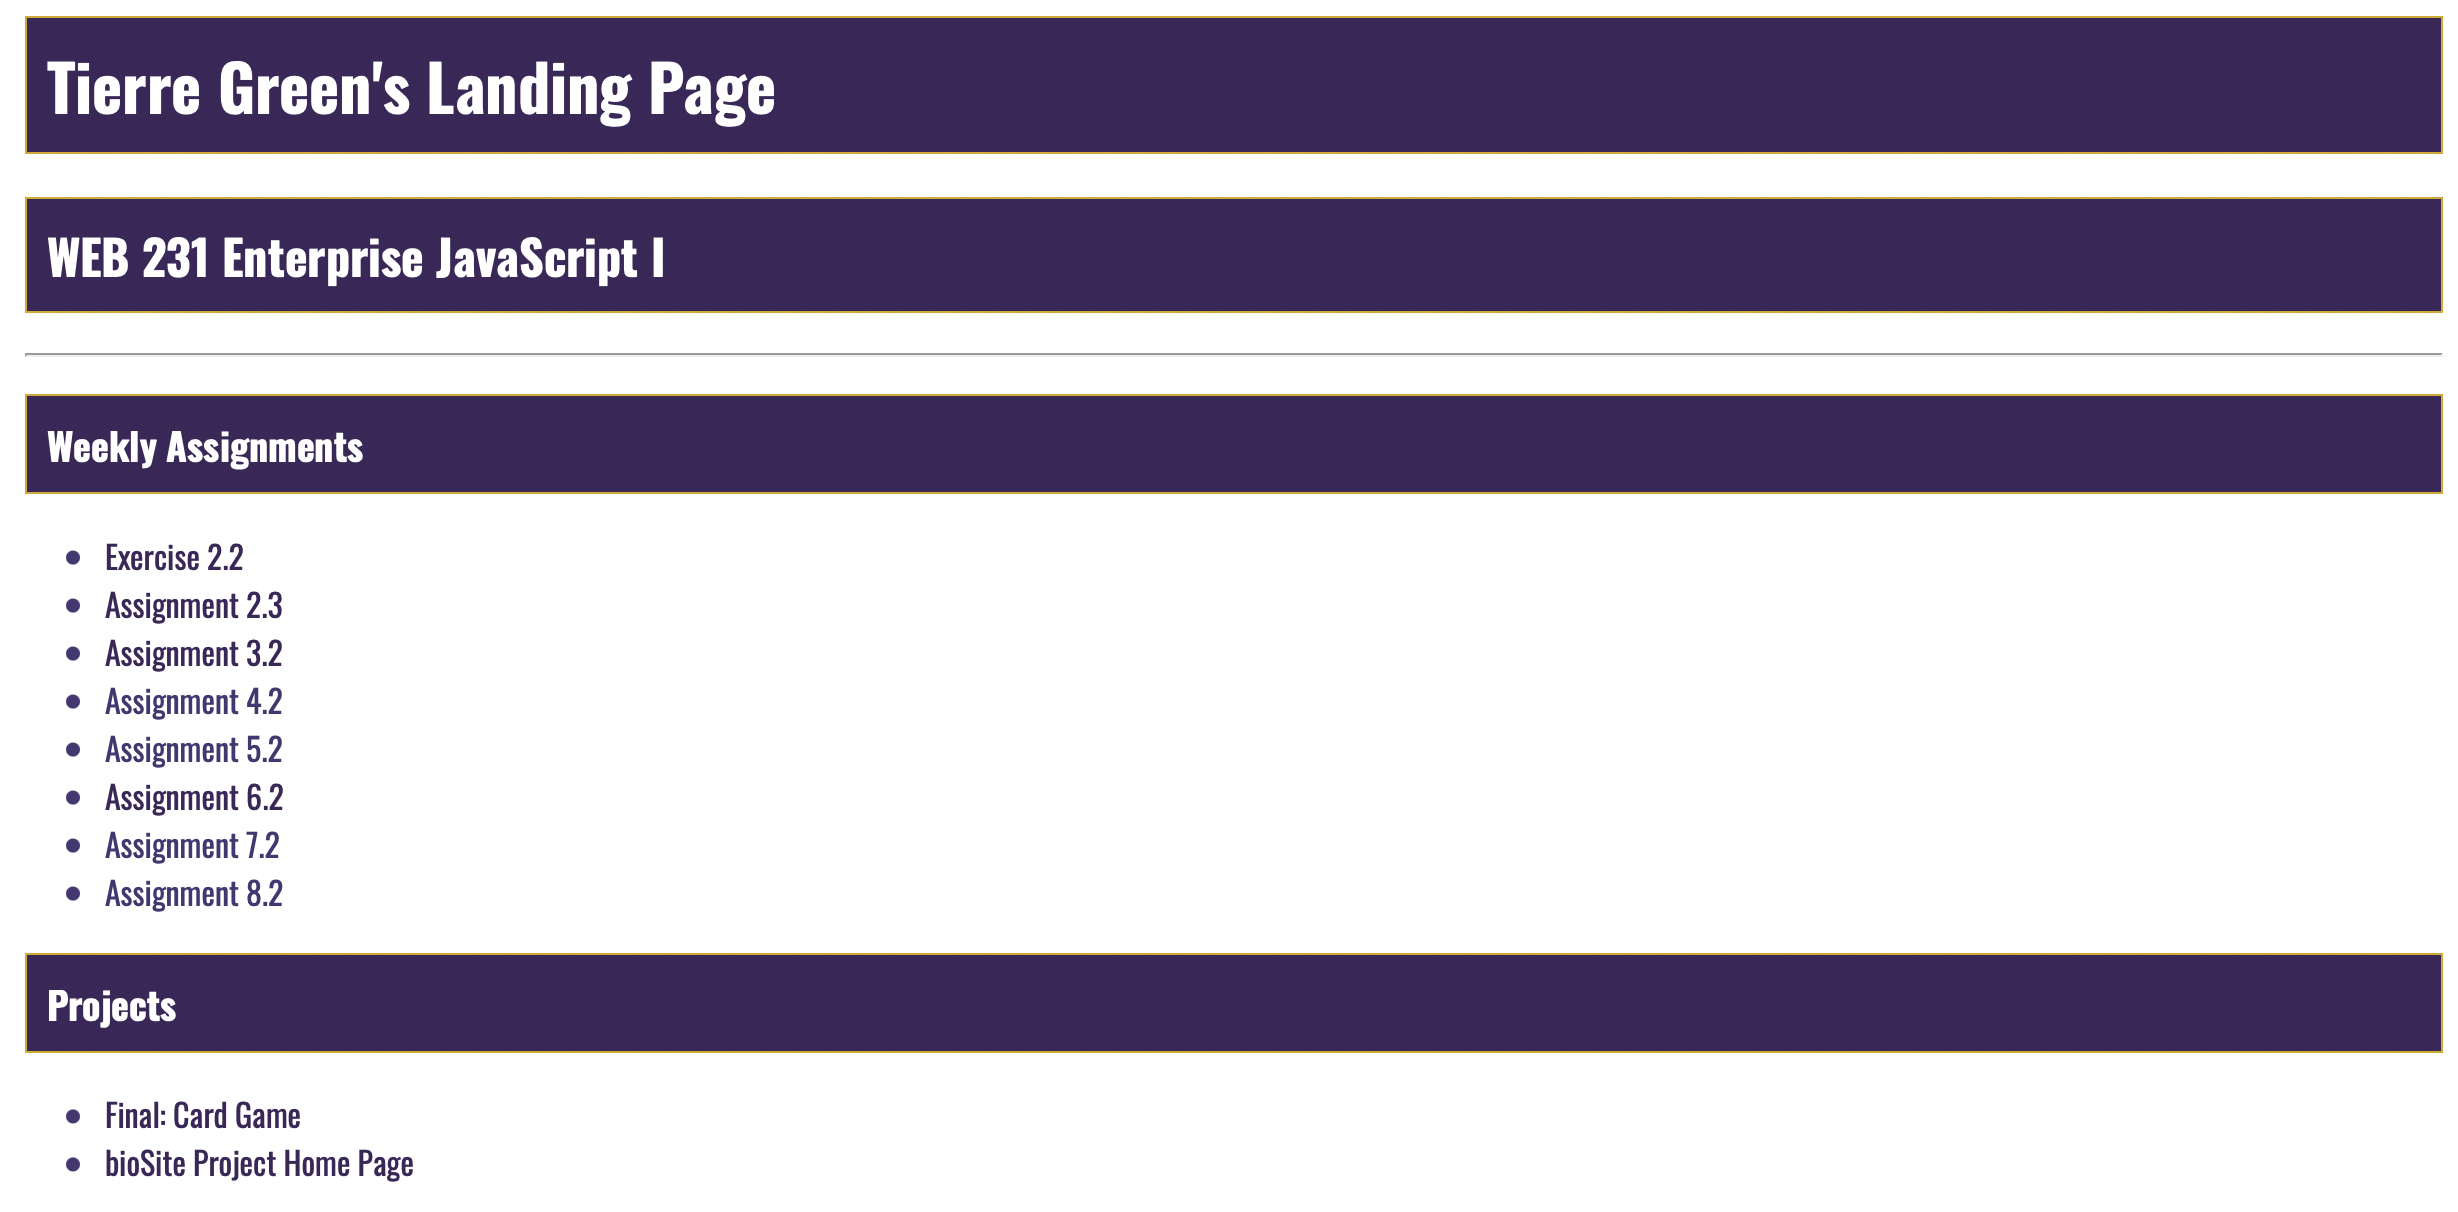 Tierre Green's Landing Page
WEB 231 Enterprise JavaScript I
Weekly Assignments
Exercise 2.2
Assignment 2.3
Assignment 3.2
Assignment 4.2
Assignment 5.2
Assignment 6.2
Assignment 7.2
Assignment 8.2
Projects
Final: Card Game
bioSite Project Home Page